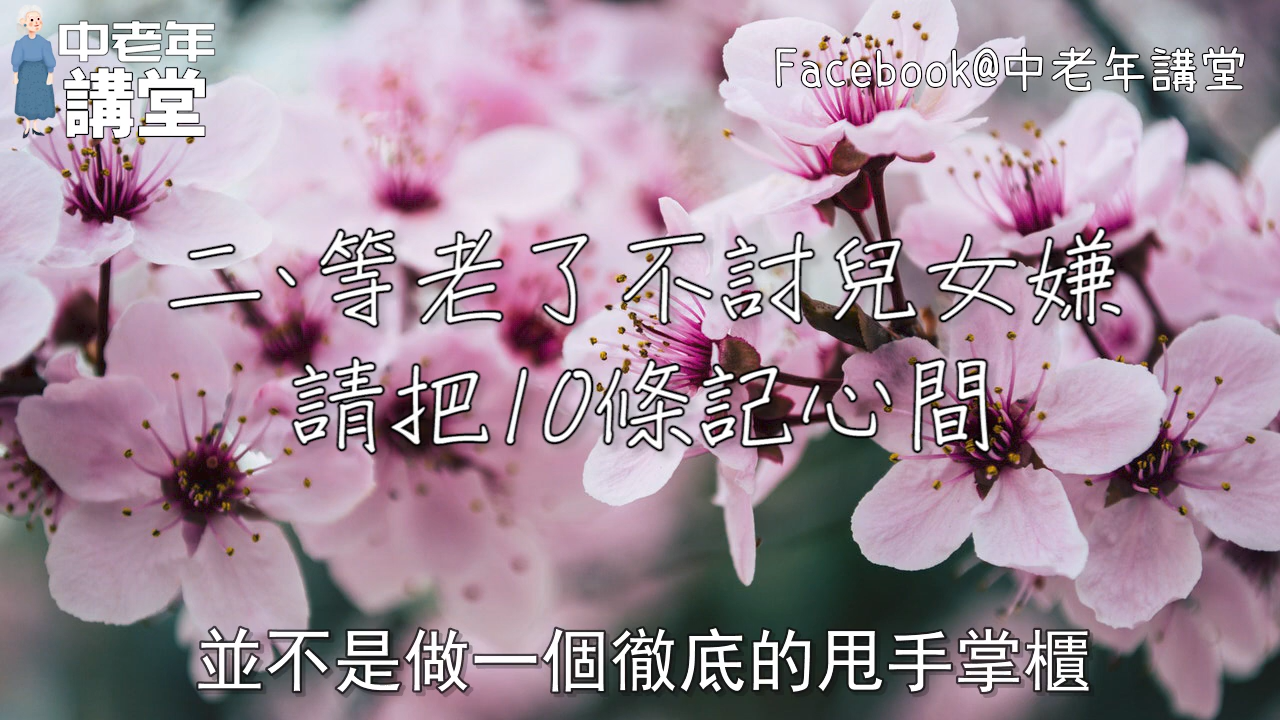 中老年
講堂
Facebook@中老年講堂
二、等老了不討兒女嫌
請把10條記心間
並不是做一個徹底的甩手掌櫃